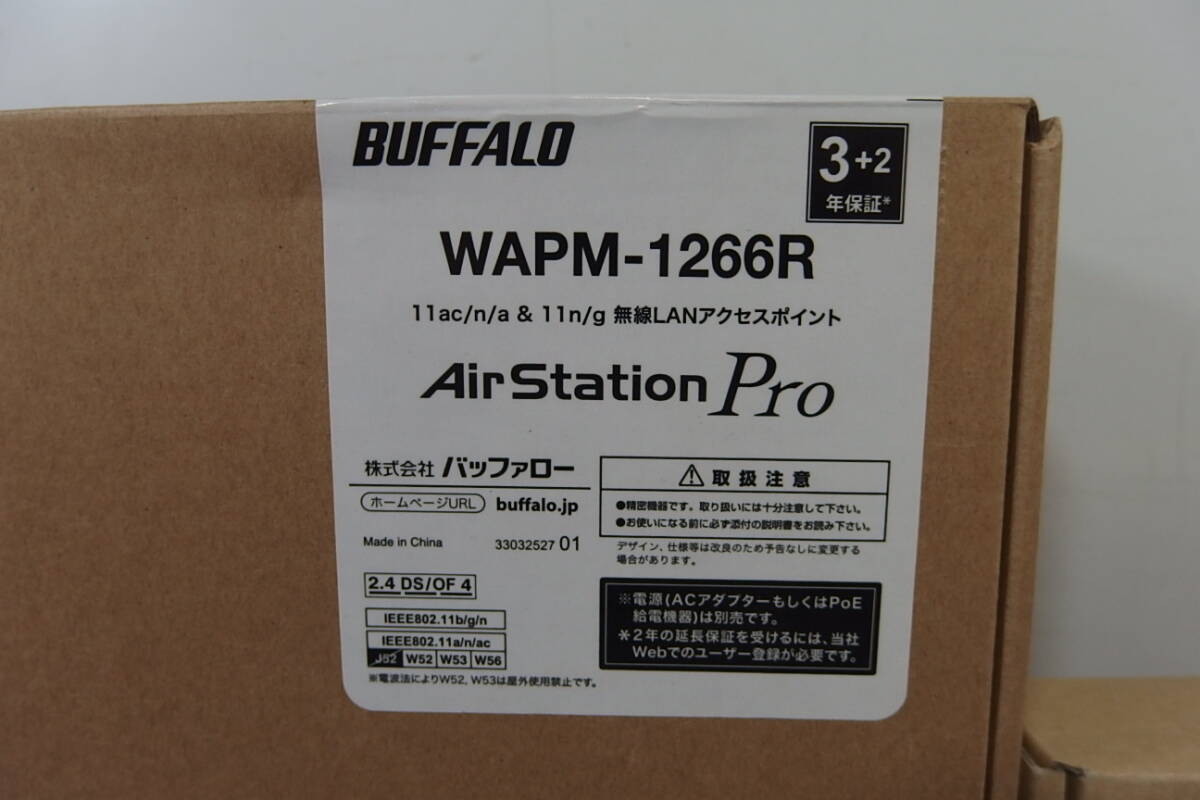 BUFFALO
3+2
年保証*
WAPM-1266R
11ac/n/a & 11n/g 無線LANアクセスポイント
AirStation Pro
株式会社 バッファロー
ホームページURL buffalo.jp
Made in China 33032527 01
2.4 DS/OF 4
IEEE802.11b/g/n
IEEE802.11a/n/ac
J52 W52 W53 W56
※電波法によりW52, W53は屋外使用禁止です。
⚠取扱注意
●精密機器です。取り扱いには十分注意して下さい。
●お使いになる前に必ず添付の説明書をお読み下さい。
デザイン、仕様等は改良のため予告なしに変更する
場合があります。
※電源(ACアダプターもしくはPoE
給電機器)は別売です。
*2年の延長保証を受けるには、当社
Webでのユーザー登録が必要です。